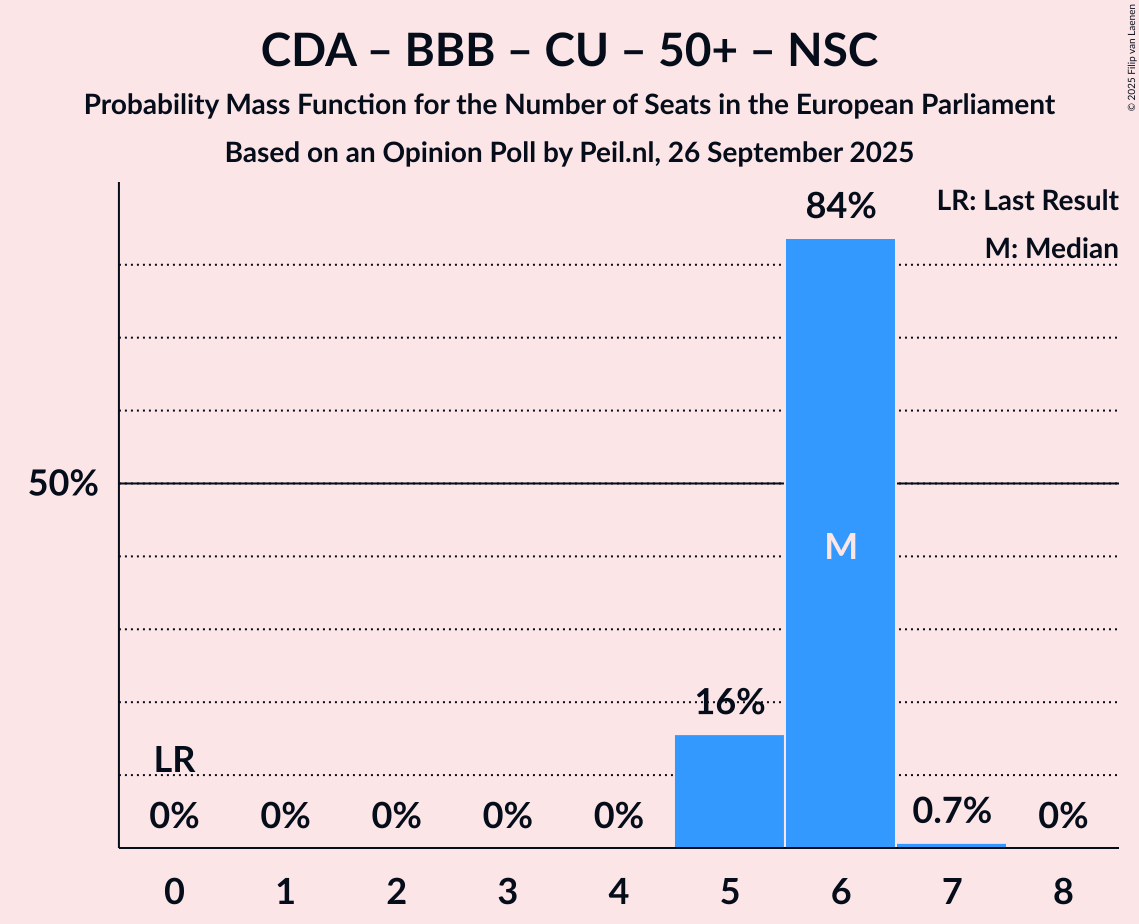 CDA – BBB – CU – 50+ – NSC
Probability Mass Function for the Number of Seats in the European Parliament
Based on an Opinion Poll by Peil.nl, 26 September 2025
© 2025 Filip van Laenen
LR: Last Result
M: Median
84%
50%
M
16%
LR
0% 0% 0% 0% 0% 0.7% 0%
0 1 2 3 4 5 6 7 8